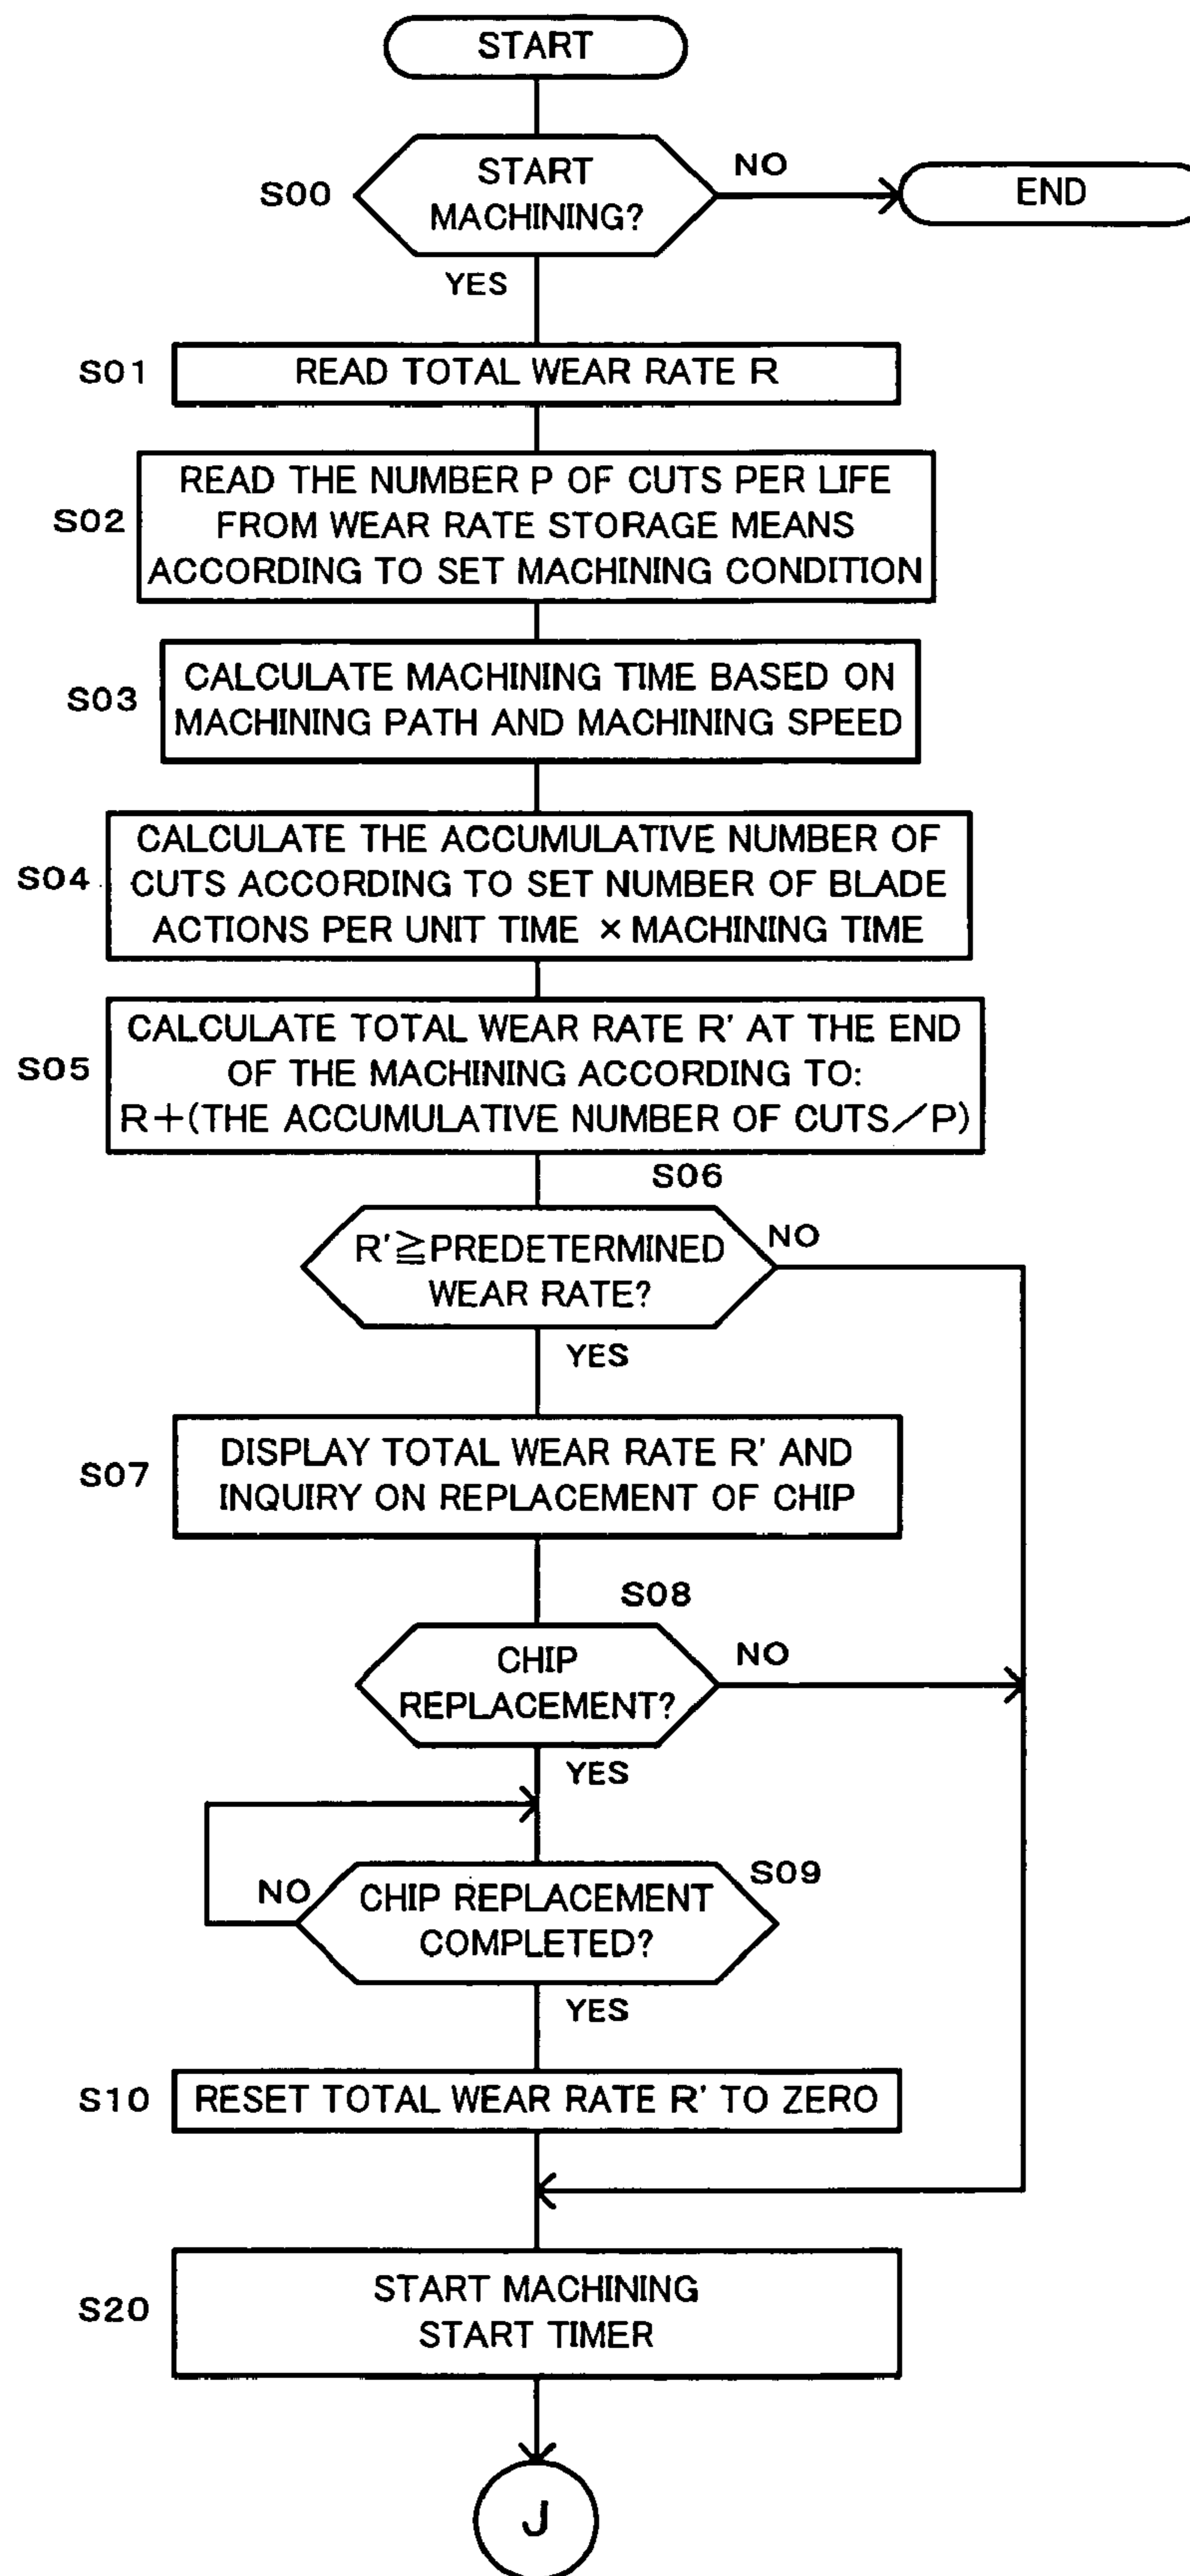 START
START
MACHINING?
S00
NO
END
YES
S01
READ TOTAL WEAR RATE R
READ THE NUMBER P OF CUTS PER LIFE
S02
FROM WEAR RATE STORAGE MEANS
ACCORDING TO SET MACHINING CONDITION
CALCULATE MACHINING TIME BASED ON
S03
MACHINING PATH AND MACHINING SPEED
CALCULATE THE ACCUMULATIVE NUMBER OF
S04
CUTS ACCORDING TO SET NUMBER OF BLADE
ACTIONS PER UNIT TIME × MACHINING TIME
CALCULATE TOTAL WEAR RATE R' AT THE END
S05
OF THE MACHINING ACCORDING TO:
R+(THE ACCUMULATIVE NUMBER OF CUTS/P)
S06
R'≧PREDETERMINED
WEAR RATE?
NO
YES
S07
DISPLAY TOTAL WEAR RATE R' AND
INQUIRY ON REPLACEMENT OF CHIP
S08
CHIP
REPLACEMENT?
NO
YES
S09
NO
CHIP REPLACEMENT
COMPLETED?
YES
S10
RESET TOTAL WEAR RATE R' TO ZERO
S20
START MACHINING
START TIMER
J